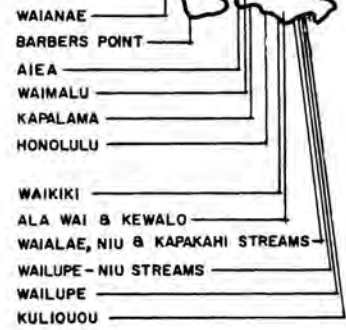 WAIANAE
BARBERS POINT
AIEA
WAIMALU
KAPALAMA
HONOLULU
WAIKIKI
ALA WAI & KEWALO
WAIALAE, NIU & KAPAKAHI STREAMS
WAILUPE-NIU STREAMS
WAILUPE
KULIOUOU